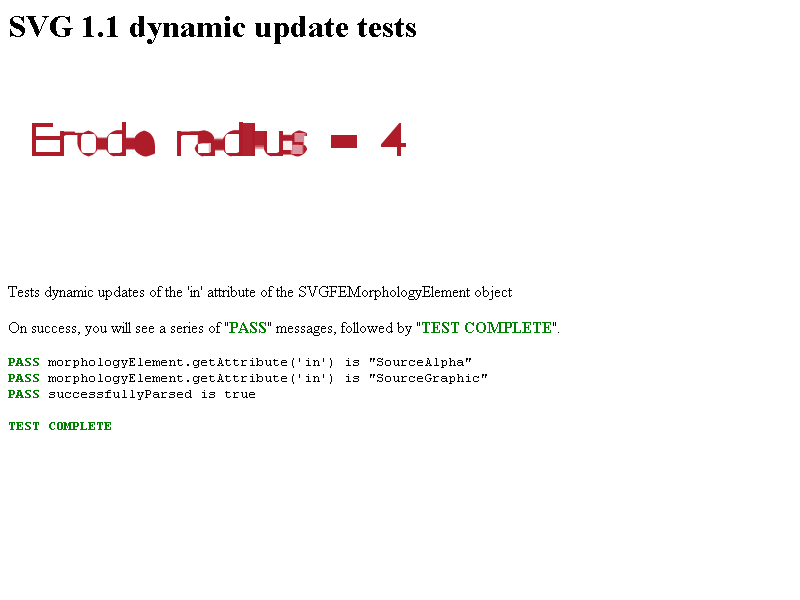 SVG 1.1 dynamic update tests
Erode radius = 4
Tests dynamic updates of the 'in' attribute of the SVGFEMorphologyElement object
On success, you will see a series of "PASS" messages, followed by "TEST COMPLETE".
PASS morphologyElement.getAttribute('in') is "SourceAlpha"
PASS morphologyElement.getAttribute('in') is "SourceGraphic"
PASS successfullyParsed is true
TEST COMPLETE